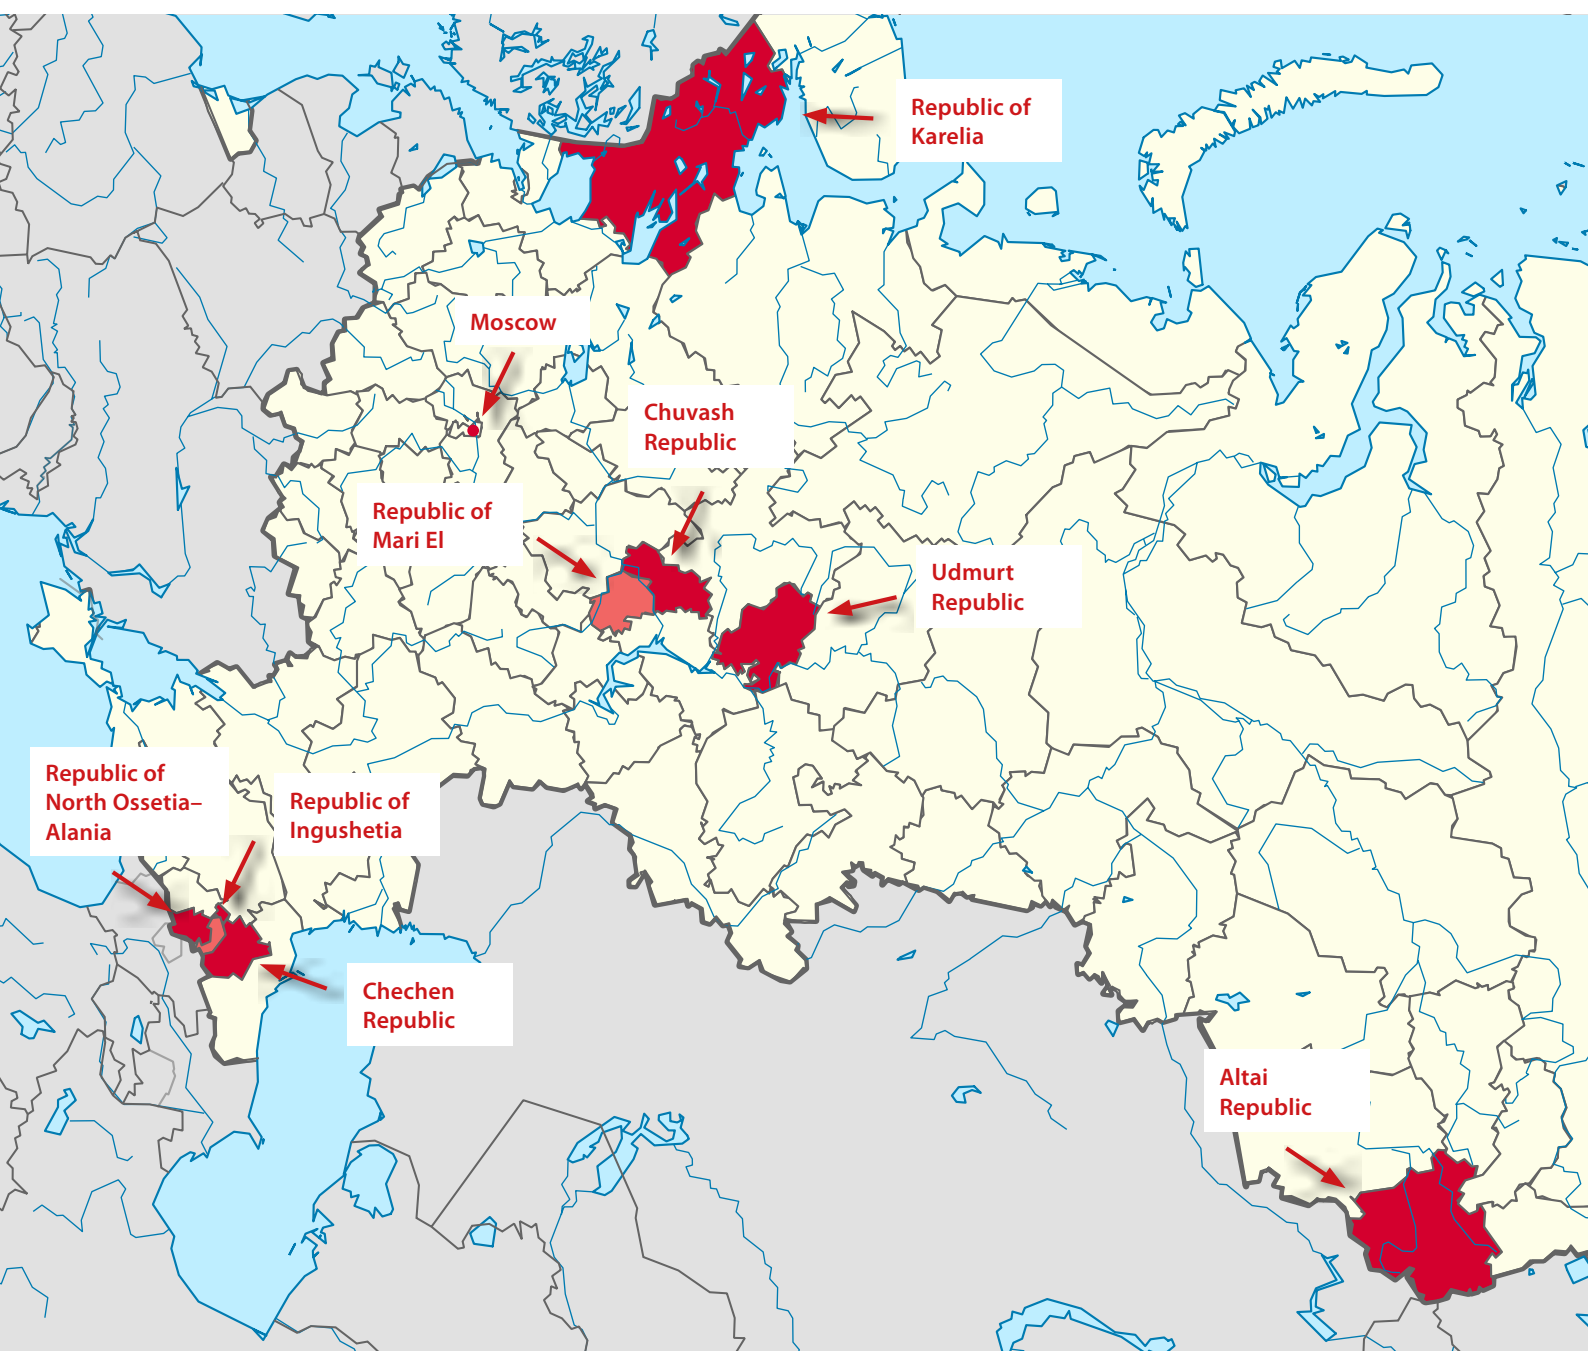 Republic of
Karelia
Moscow
Chuvash
Republic
Republic of
Mari El
Udmurt
Republic
Republic of
North Ossetia–
Alania
Republic of
Ingushetia
Chechen
Republic
Altai
Republic